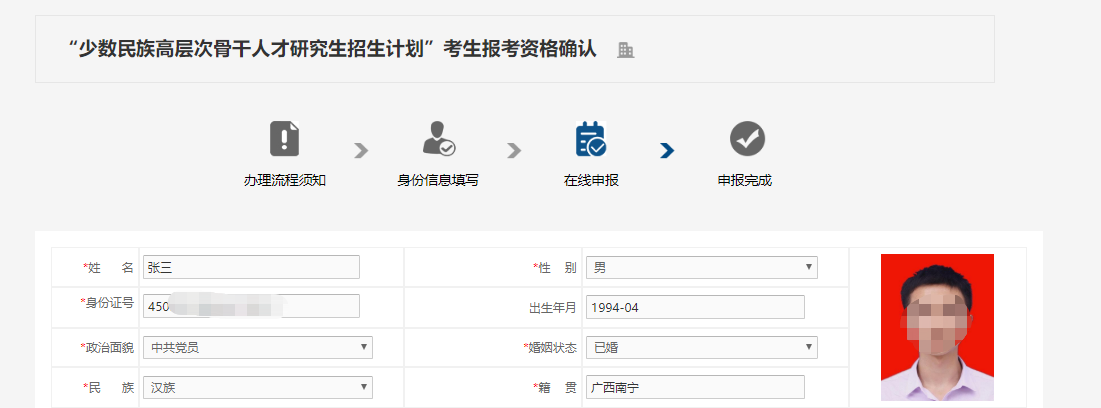 “少数民族高层次骨干人才研究生招生计划”考生报考资格确认
办理流程须知 身份信息填写 在线申报 申报完成
*姓 名 张三 *性 别 男
*身份证号 450 出生年月 1994-04
*政治面貌 中共党员 *婚姻状态 已婚
*民 族 汉族 *籍 贯 广西南宁